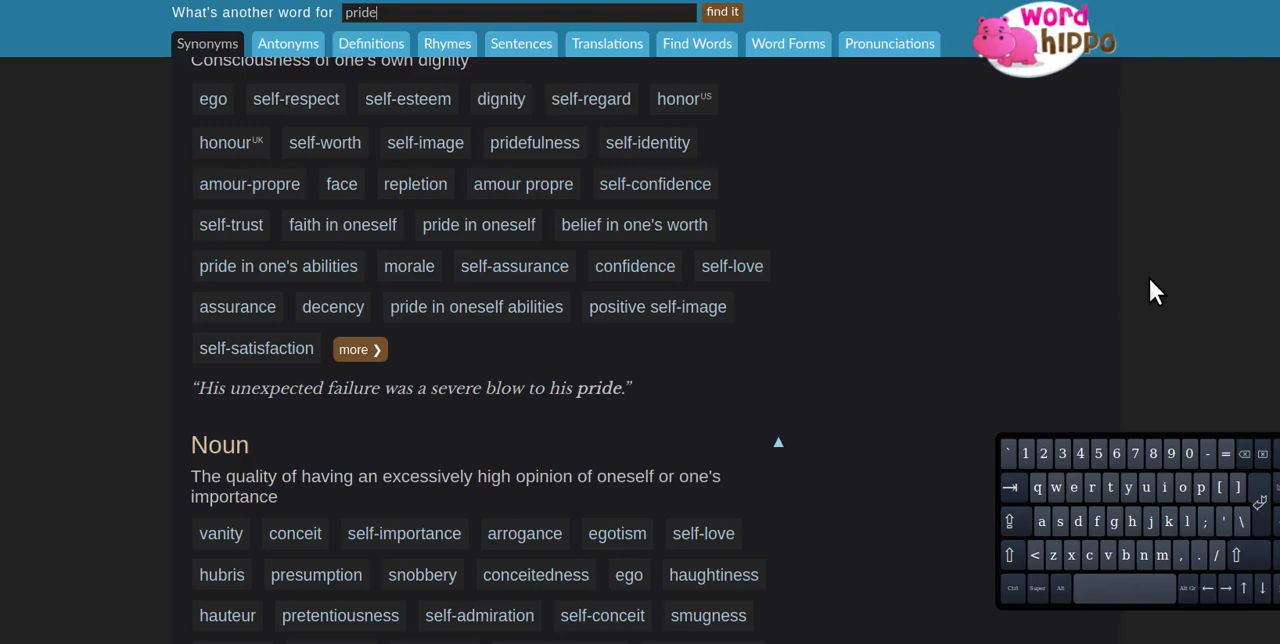 What's another word for pride find it
word hippo
Synonyms Antonyms Definitions Rhymes Sentences Translations Find Words Word Forms Pronunciations
Consciousness of one's own dignity
ego self-respect self-esteem dignity self-regard honorUS
honourUK self-worth self-image pridefulness self-identity
amour-propre face repletion amour propre self-confidence
self-trust faith in oneself pride in oneself belief in one's worth
pride in one's abilities morale self-assurance confidence self-love
assurance decency pride in oneself abilities positive self-image
self-satisfaction more ❯
“His unexpected failure was a severe blow to his pride.”
Noun ▲
The quality of having an excessively high opinion of oneself or one's
importance
vanity conceit self-importance arrogance egotism self-love
hubris presumption snobbery conceitedness ego haughtiness
hauteur pretentiousness self-admiration self-conceit smugness
` 1 2 3 4 5 6 7 8 9 0 - =
q w e r t y u i o p [ ]
a s d f g h j k l ; ' \
< z x c v b n m , . /
Ctrl Super Alt Alt Gr ← → ↑ ↓